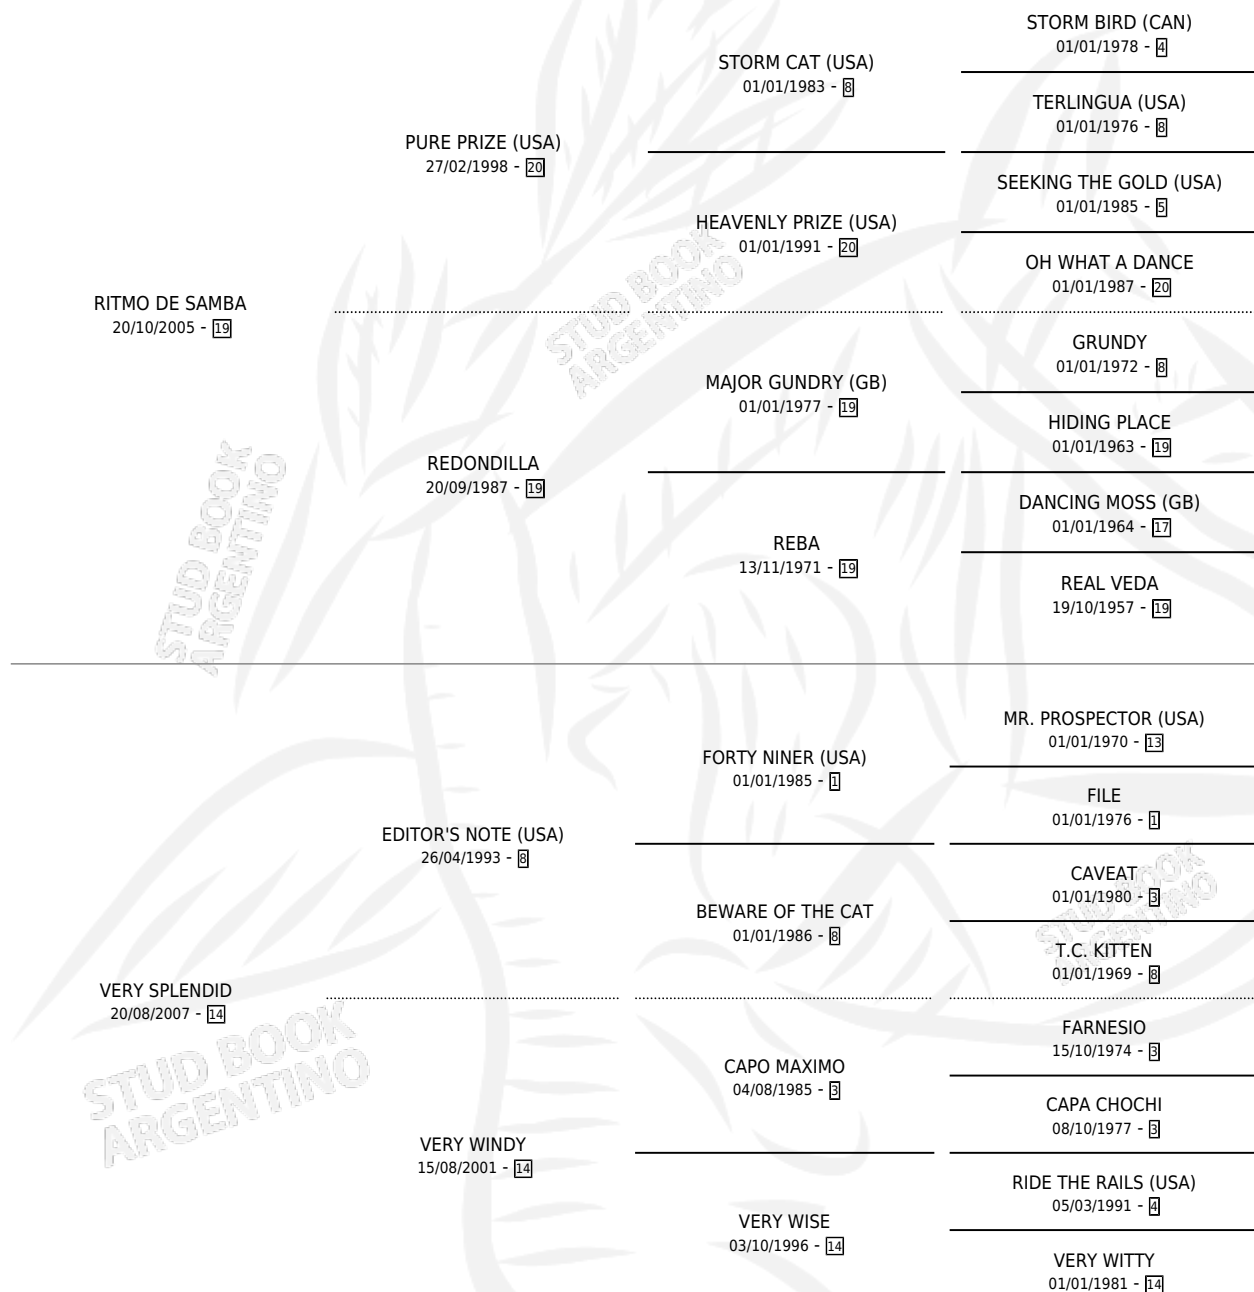 STORM BIRD (CAN)
01/01/1978 - 4
STORM CAT (USA)
01/01/1983 - 8
TERLINGUA (USA)
01/01/1976 - 8
PURE PRIZE (USA)
27/02/1998 - 20
SEEKING THE GOLD (USA)
01/01/1985 - 5
HEAVENLY PRIZE (USA)
01/01/1991 - 20
OH WHAT A DANCE
01/01/1987 - 20
RITMO DE SAMBA
20/10/2005 - 19
GRUNDY
01/01/1972 - 8
MAJOR GUNDRY (GB)
01/01/1977 - 19
HIDING PLACE
01/01/1963 - 19
REDONDILLA
20/09/1987 - 19
DANCING MOSS (GB)
01/01/1964 - 17
REBA
13/11/1971 - 19
REAL VEDA
19/10/1957 - 19
MR. PROSPECTOR (USA)
01/01/1970 - 13
FORTY NINER (USA)
01/01/1985 - 1
FILE
01/01/1976 - 1
EDITOR'S NOTE (USA)
26/04/1993 - 8
CAVEAT
01/01/1980 - 3
BEWARE OF THE CAT
01/01/1986 - 8
T.C. KITTEN
01/01/1969 - 8
VERY SPLENDID
20/08/2007 - 14
FARNESIO
15/10/1974 - 3
CAPO MAXIMO
04/08/1985 - 3
CAPA CHOCHI
08/10/1977 - 3
VERY WINDY
15/08/2001 - 14
RIDE THE RAILS (USA)
05/03/1991 - 4
VERY WISE
03/10/1996 - 14
VERY WITTY
01/01/1981 - 14
STUD BOOK
ARGENTINO
STUD BOOK
ARGENTINO
STUD BOOK
ARGENTINO
STUD BOOK
ARGENTINO